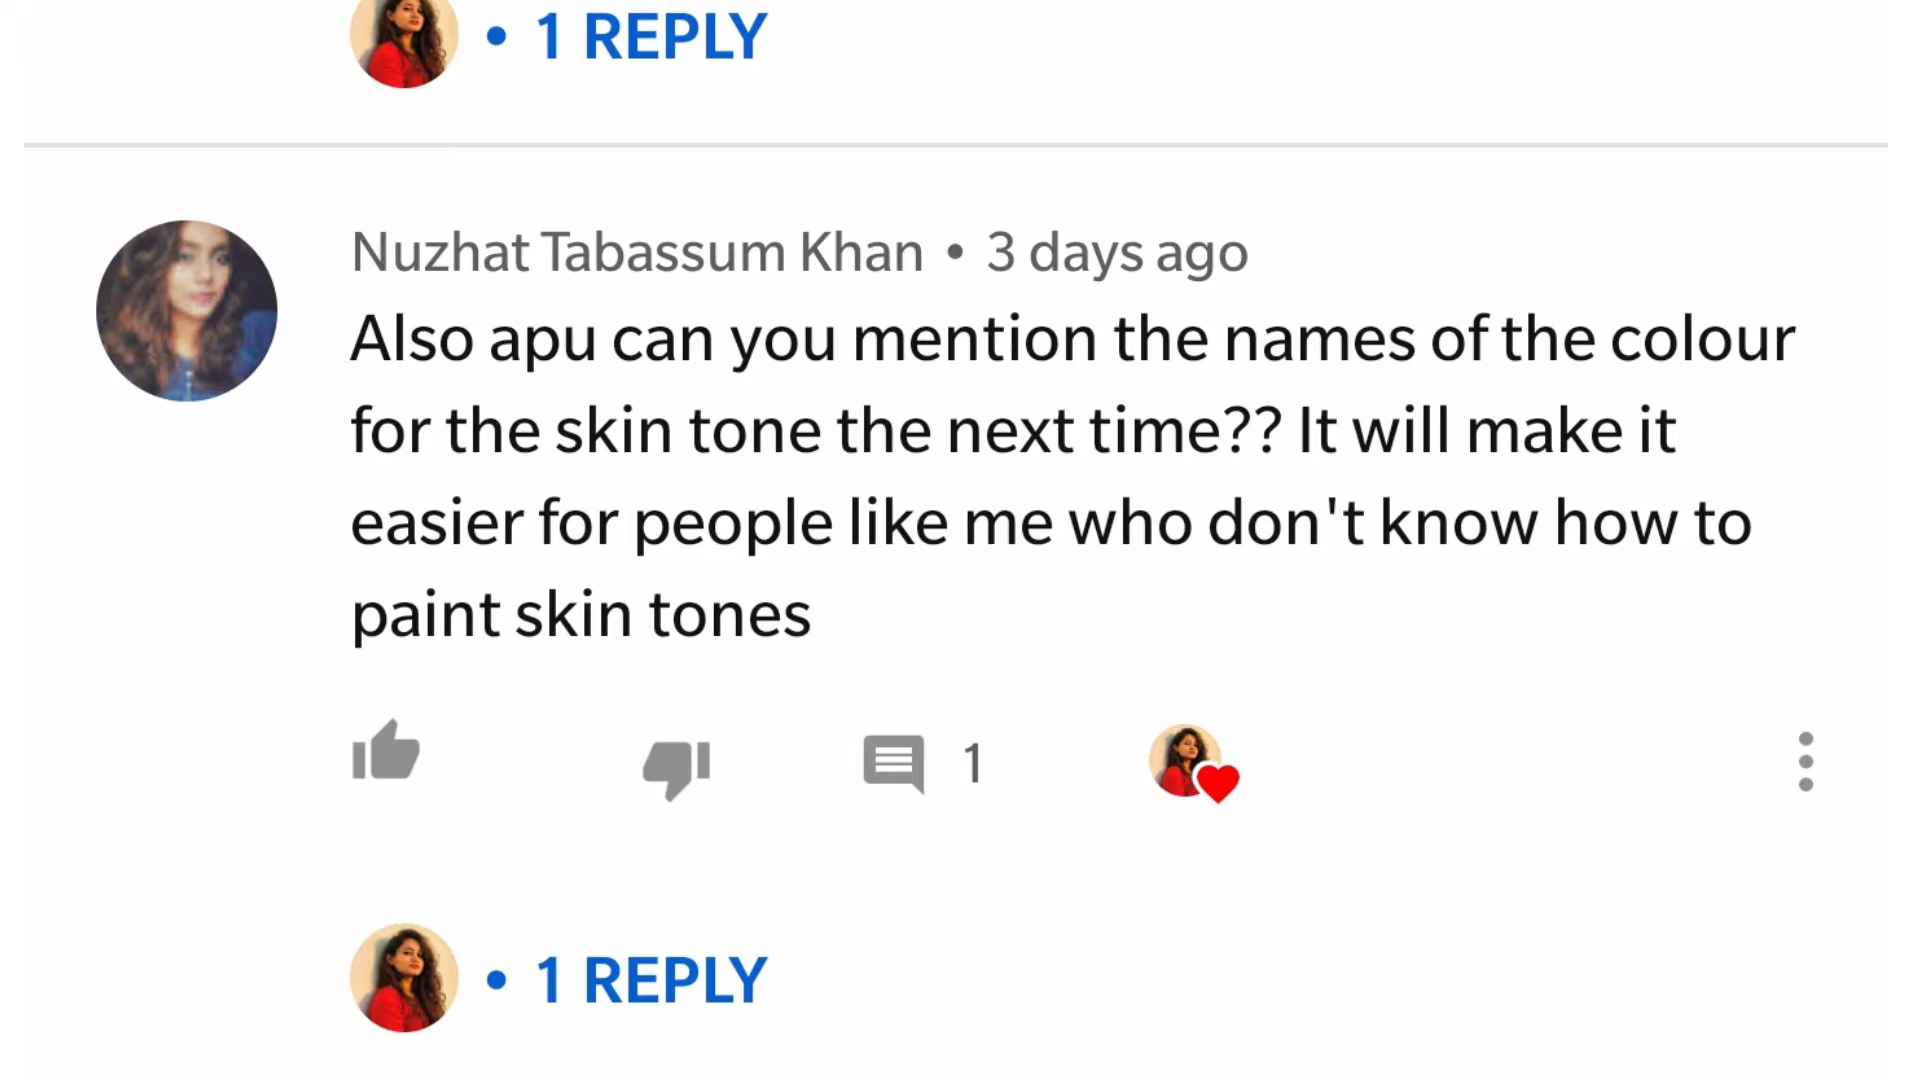 • 1 REPLY
Nuzhat Tabassum Khan • 3 days ago
Also apu can you mention the names of the colour
for the skin tone the next time?? It will make it
easier for people like me who don't know how to
paint skin tones
1
• 1 REPLY